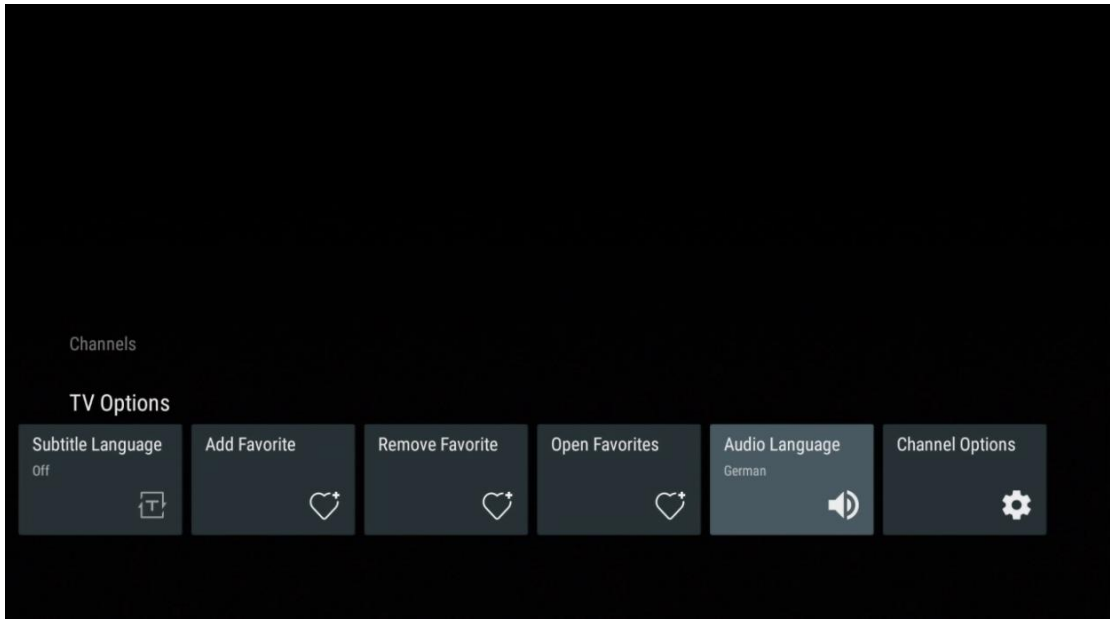 Channels
TV Options
Subtitle Language
Off
Add Favorite
Remove Favorite
Open Favorites
Audio Language
German
Channel Options